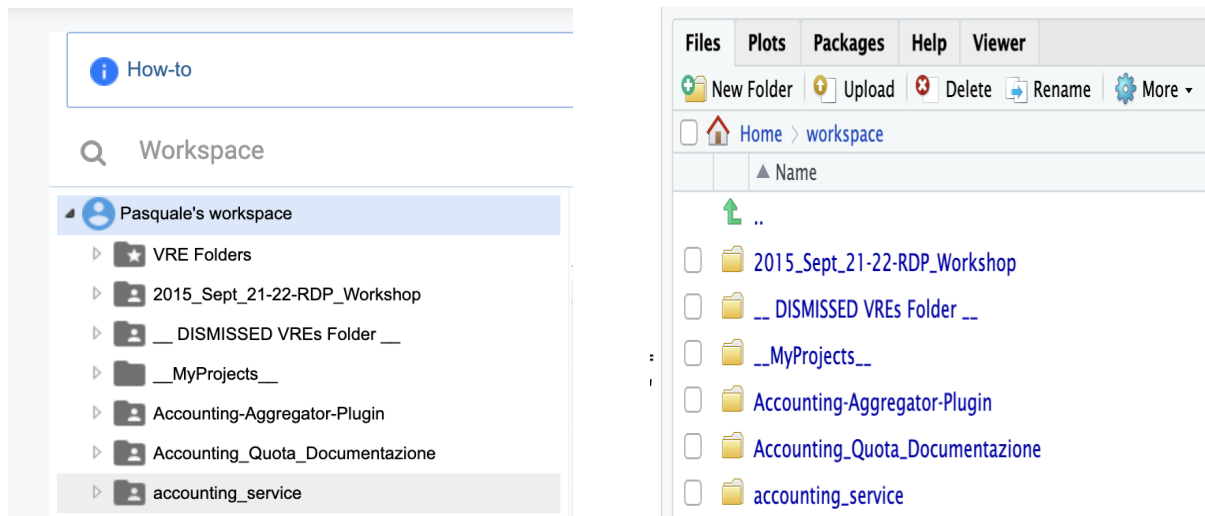 How-to
Workspace
Pasquale's workspace
VRE Folders
2015_Sept_21-22-RDP_Workshop
__ DISMISSED VREs Folder __
__MyProjects__
Accounting-Aggregator-Plugin
Accounting_Quota_Documentazione
accounting_service
Files Plots Packages Help Viewer
New Folder Upload Delete Rename More
Home workspace
Name
..
2015_Sept_21-22-RDP_Workshop
__ DISMISSED VREs Folder __
__MyProjects__
Accounting-Aggregator-Plugin
Accounting_Quota_Documentazione
accounting_service